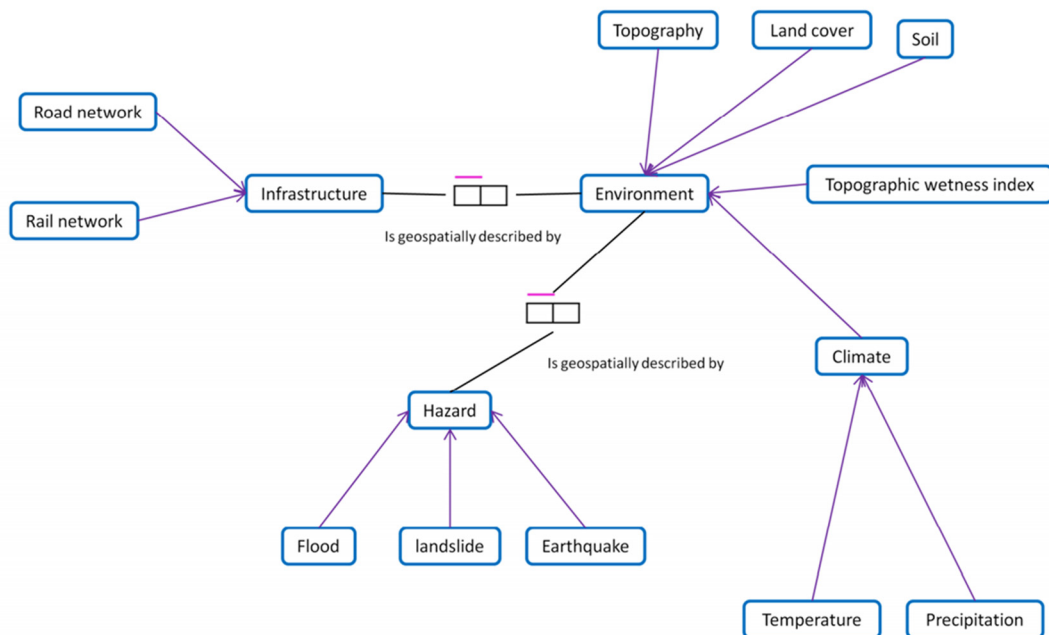 Topography
Land cover
Soil
Road network
Infrastructure
Environment
Topographic wetness index
Rail network
Is geospatially described by
Is geospatially described by
Climate
Hazard
Flood
landslide
Earthquake
Temperature
Precipitation